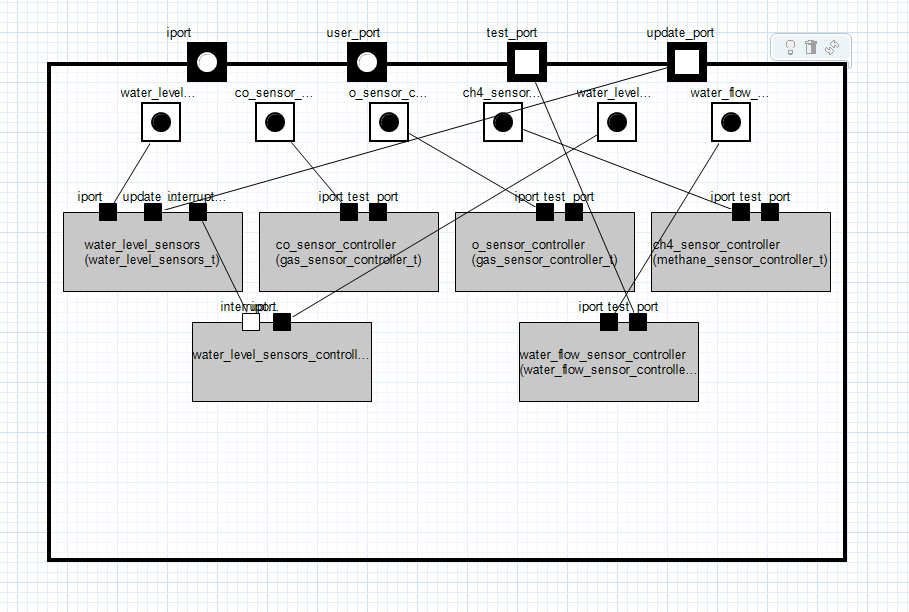 iport
user_port
test_port
update_port
water_level...
co_sensor_...
o_sensor_c...
ch4_sensor...
water_level...
water_flow_...
iport
update
interrupt...
iport
test_port
iport
test_port
iport
test_port
water_level_sensors
(water_level_sensors_t)
co_sensor_controller
(gas_sensor_controller_t)
o_sensor_controller
(gas_sensor_controller_t)
ch4_sensor_controller
(methane_sensor_controller_t)
iport
iport
test_port
water_level_sensors_controll...
water_flow_sensor_controller
(water_flow_sensor_controlle...